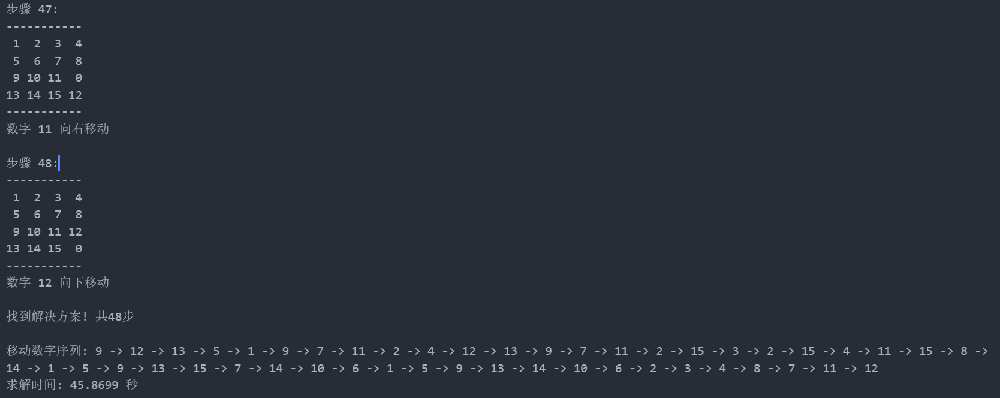 步骤 47:
-----------
 1  2  3  4
 5  6  7  8
 9 10 11  0
13 14 15 12
-----------
数字 11 向右移动

步骤 48:
-----------
 1  2  3  4
 5  6  7  8
 9 10 11 12
13 14 15  0
-----------
数字 12 向下移动

找到解决方案! 共48步

移动数字序列: 9 -> 12 -> 13 -> 5 -> 1 -> 9 -> 7 -> 11 -> 2 -> 4 -> 12 -> 13 -> 9 -> 7 -> 11 -> 2 -> 15 -> 3 -> 2 -> 15 -> 4 -> 11 -> 15 -> 8 ->
14 -> 1 -> 5 -> 9 -> 13 -> 15 -> 7 -> 14 -> 10 -> 6 -> 1 -> 5 -> 9 -> 13 -> 14 -> 10 -> 6 -> 2 -> 3 -> 4 -> 8 -> 7 -> 11 -> 12
求解时间: 45.8699 秒